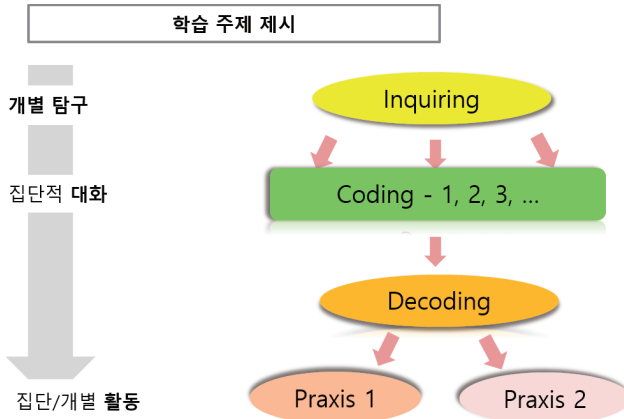 학습 주제 제시
개별 탐구
Inquiring
집단적 대화
Coding - 1, 2, 3, ...
Decoding
집단/개별 활동
Praxis 1
Praxis 2